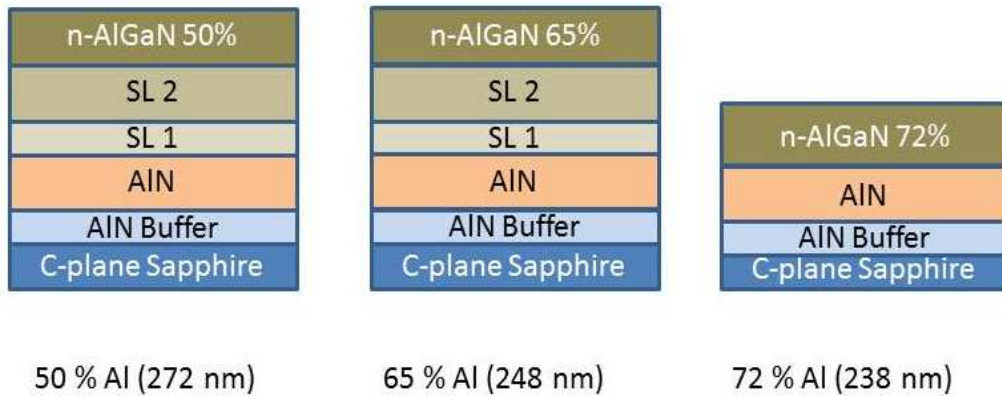 n-AlGaN 50%
SL 2
SL 1
AlN
AlN Buffer
C-plane Sapphire
50 % Al (272 nm)
n-AlGaN 65%
SL 2
SL 1
AlN
AlN Buffer
C-plane Sapphire
65 % Al (248 nm)
n-AlGaN 72%
AlN
AlN Buffer
C-plane Sapphire
72 % Al (238 nm)